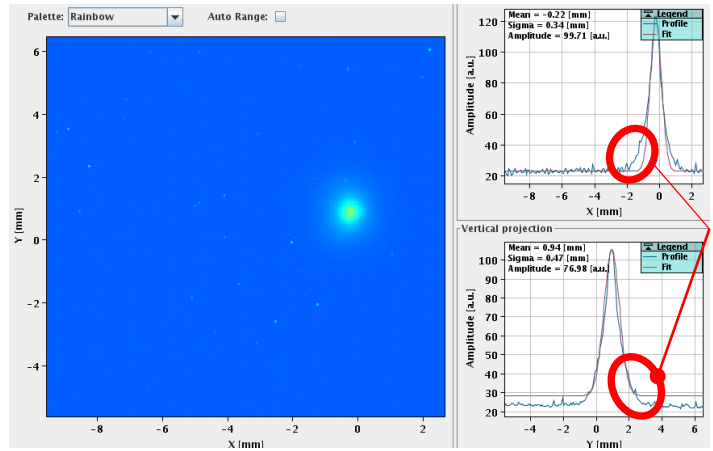 Palette: Rainbow Auto Range:
6
4
2
0
-2
-4
Y [mm]
-8 -6 -4 -2 0 2
X [mm]
Mean = -0.22 [mm]
Sigma = 0.34 [mm]
Amplitude = 99.71 [a.u.]
Legend
Profile
Fit
120
100
80
60
40
20
Amplitude [a.u.]
-8 -6 -4 -2 0 2
X [mm]
Vertical projection
Mean = 0.94 [mm]
Sigma = 0.47 [mm]
Amplitude = 76.98 [a.u.]
Legend
Profile
Fit
100
90
80
70
60
50
40
30
20
Amplitude [a.u.]
-4 -2 0 2 4 6
Y [mm]